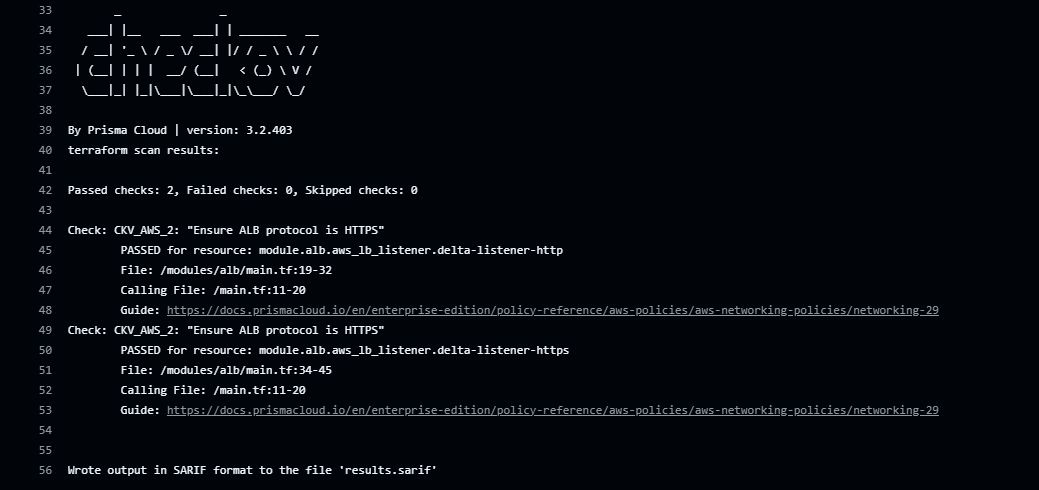 33        _               _
34    ___| |__   ___  ___| | _______   __
35   / __| '_ \ / _ \/ __| |/ / _ \ \ / /
36  | (__| | | |  __/ (__|   < (_) \ V /
37   \___|_| |_|\___|\___|_|\_\___/ \_/
38
39 By Prisma Cloud | version: 3.2.403
40 terraform scan results:
41
42 Passed checks: 2, Failed checks: 0, Skipped checks: 0
43
44 Check: CKV_AWS_2: "Ensure ALB protocol is HTTPS"
45         PASSED for resource: module.alb.aws_lb_listener.delta-listener-http
46         File: /modules/alb/main.tf:19-32
47         Calling File: /main.tf:11-20
48         Guide: https://docs.prismacloud.io/en/enterprise-edition/policy-reference/aws-policies/aws-networking-policies/networking-29
49 Check: CKV_AWS_2: "Ensure ALB protocol is HTTPS"
50         PASSED for resource: module.alb.aws_lb_listener.delta-listener-https
51         File: /modules/alb/main.tf:34-45
52         Calling File: /main.tf:11-20
53         Guide: https://docs.prismacloud.io/en/enterprise-edition/policy-reference/aws-policies/aws-networking-policies/networking-29
54
55
56 Wrote output in SARIF format to the file 'results.sarif'